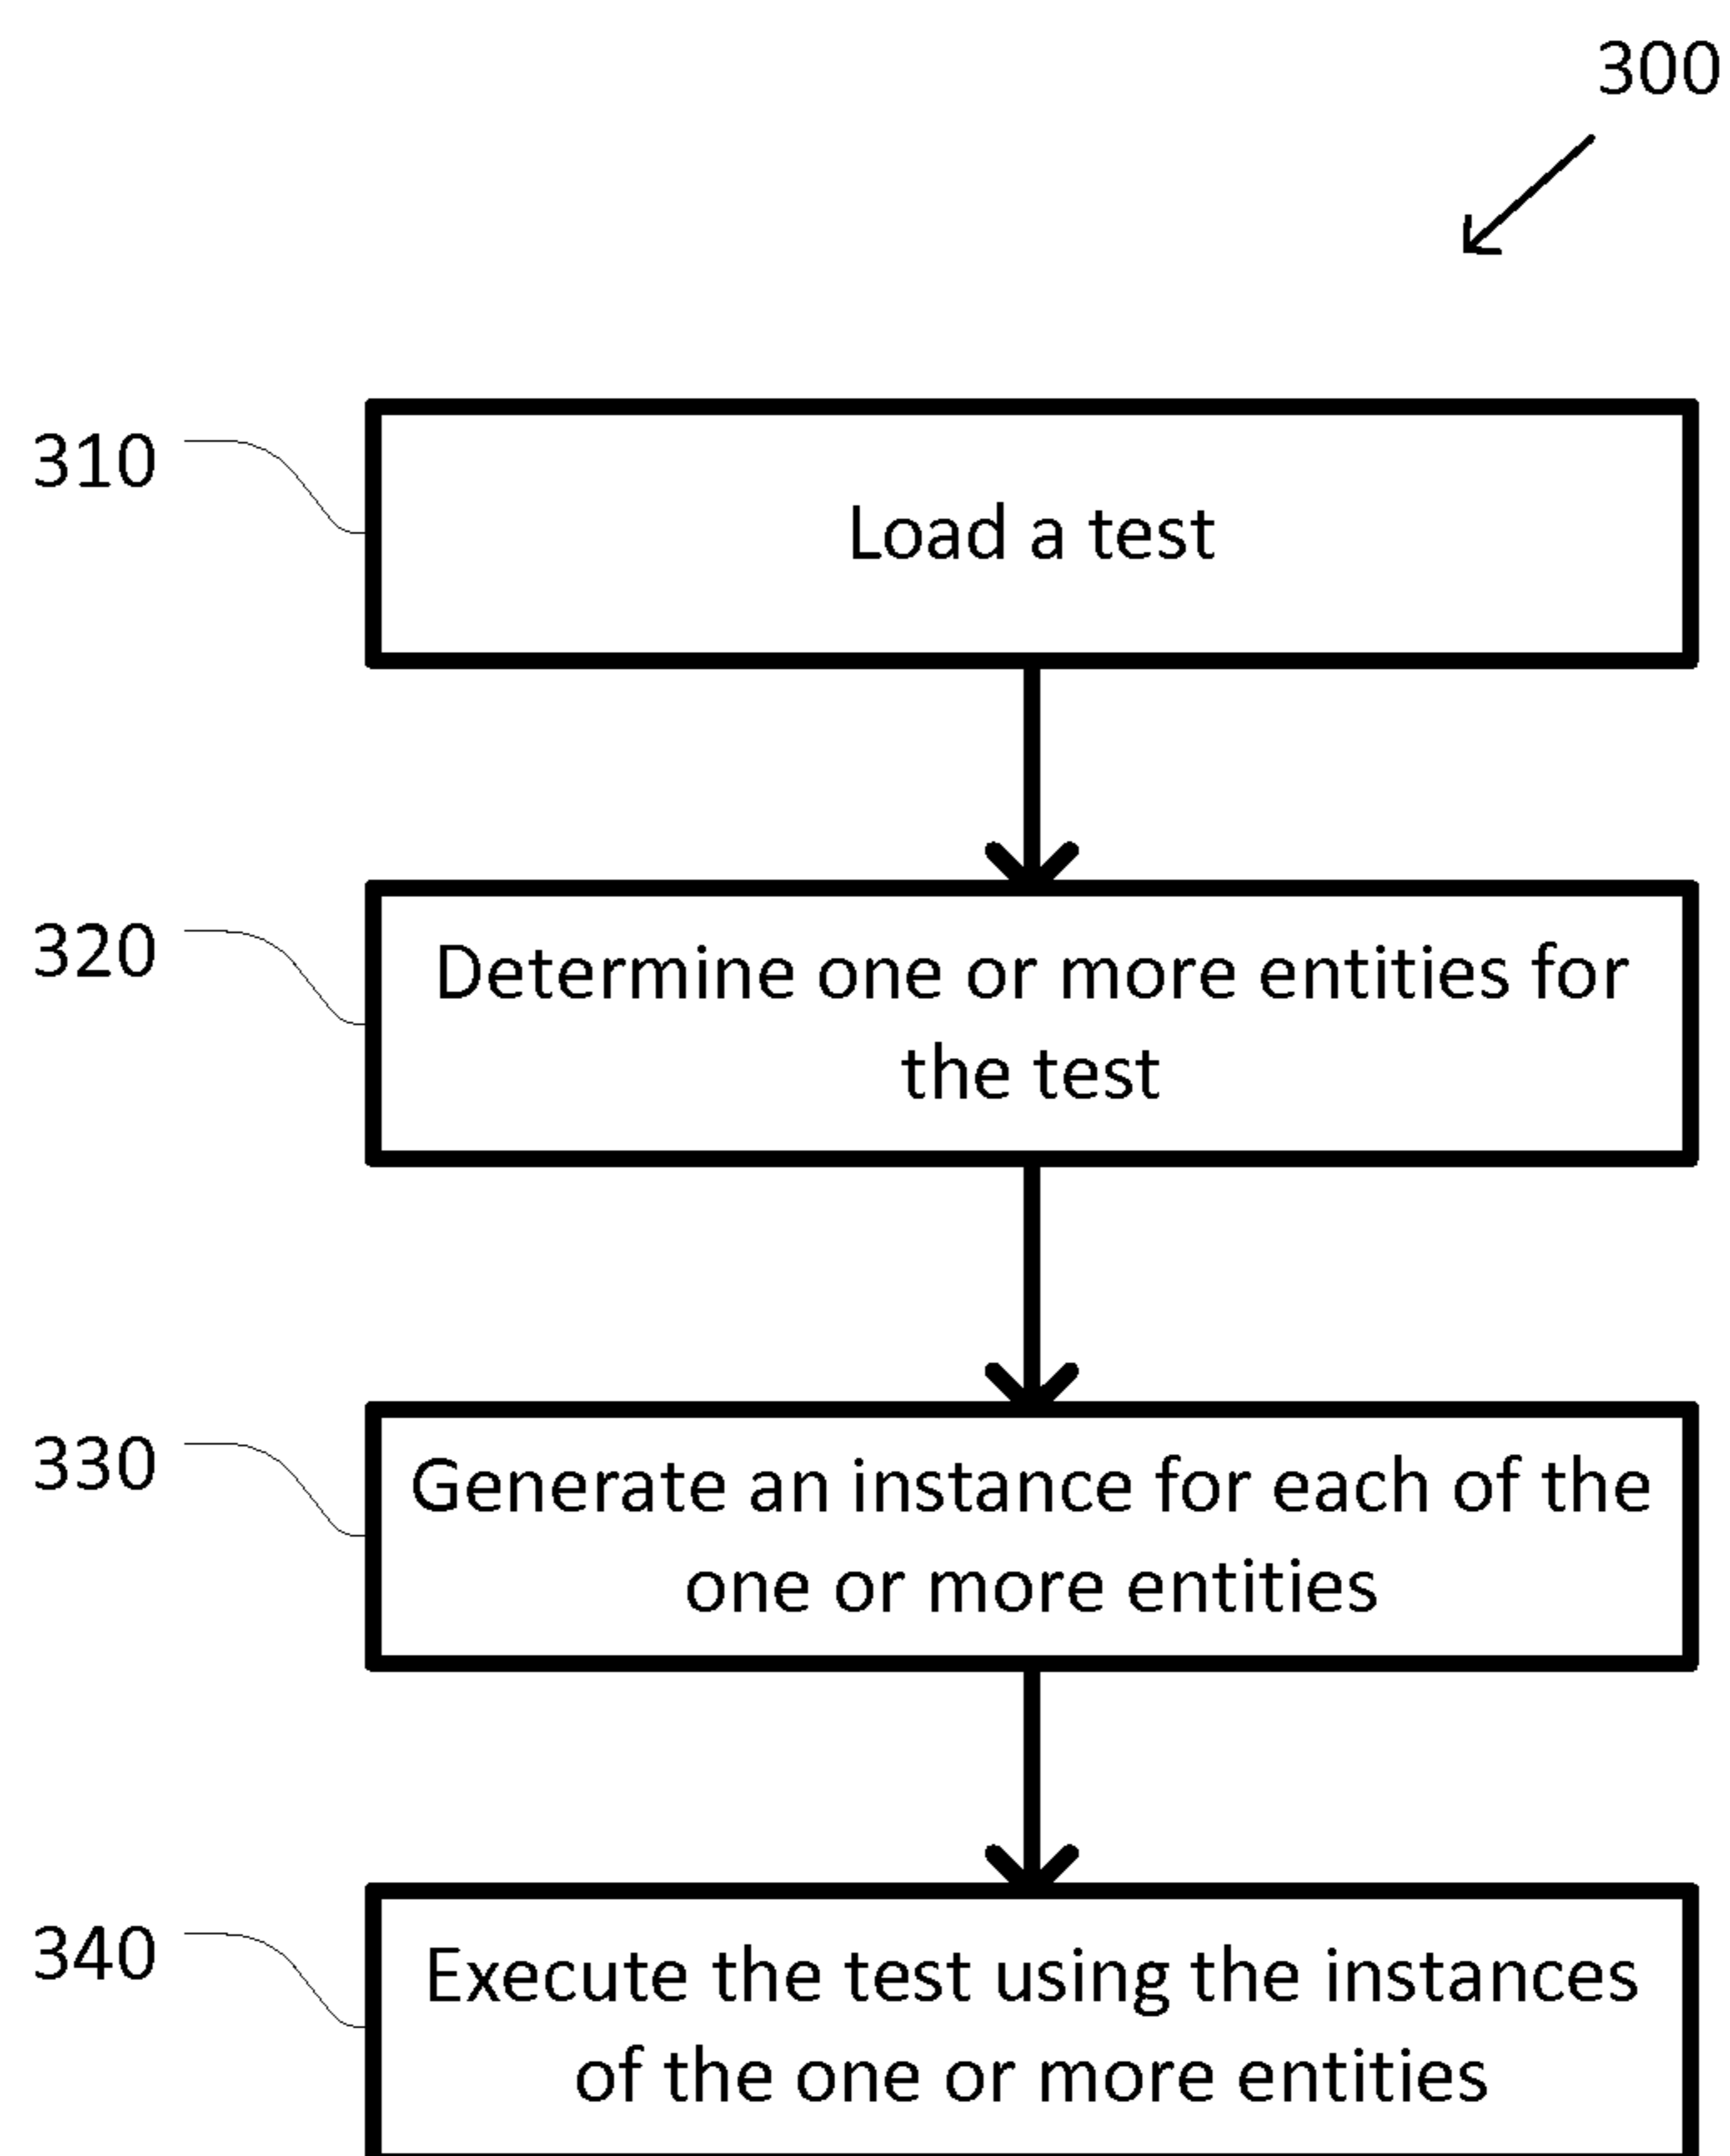 300
310
Load a test
320
Determine one or more entities for
the test
330
Generate an instance for each of the
one or more entities
340
Execute the test using the instances
of the one or more entities